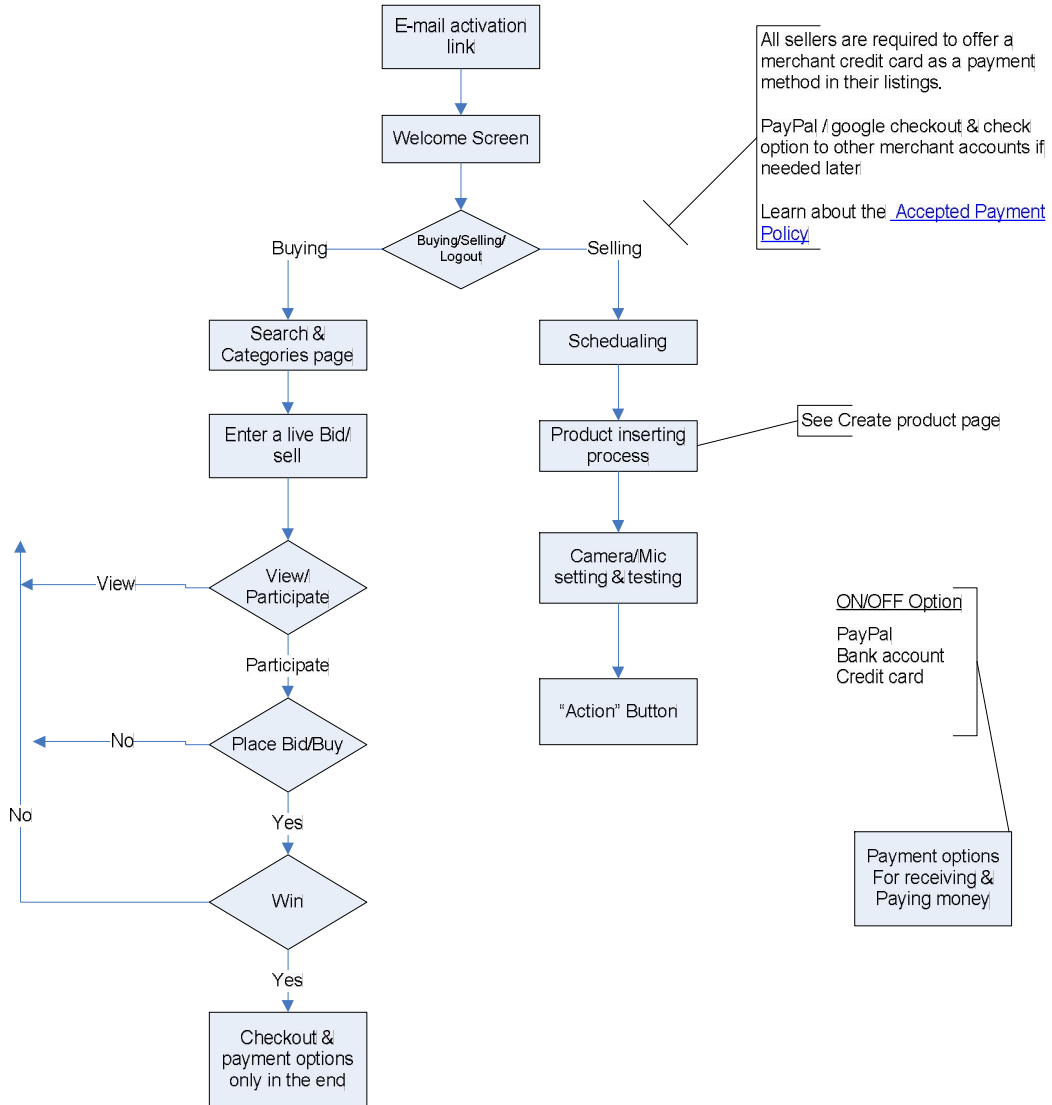 E-mail activation
link
All sellers are required to offer a
merchant credit card as a payment
method in their listings.
PayPal / google checkout & check
option to other merchant accounts if
needed later
Learn about the Accepted Payment
Policy
Welcome Screen
Buying/Selling/
Logout
Buying
Selling
Search &
Categories page
Schedualing
Enter a live Bid/
sell
Product inserting
process
See Create product page
View/
Participate
View
Camera/Mic
setting & testing
ON/OFF Option
PayPal
Bank account
Credit card
Participate
Place Bid/Buy
No
"Action" Button
No
Yes
Win
Payment options
For receiving &
Paying money
Yes
Checkout &
payment options
only in the end